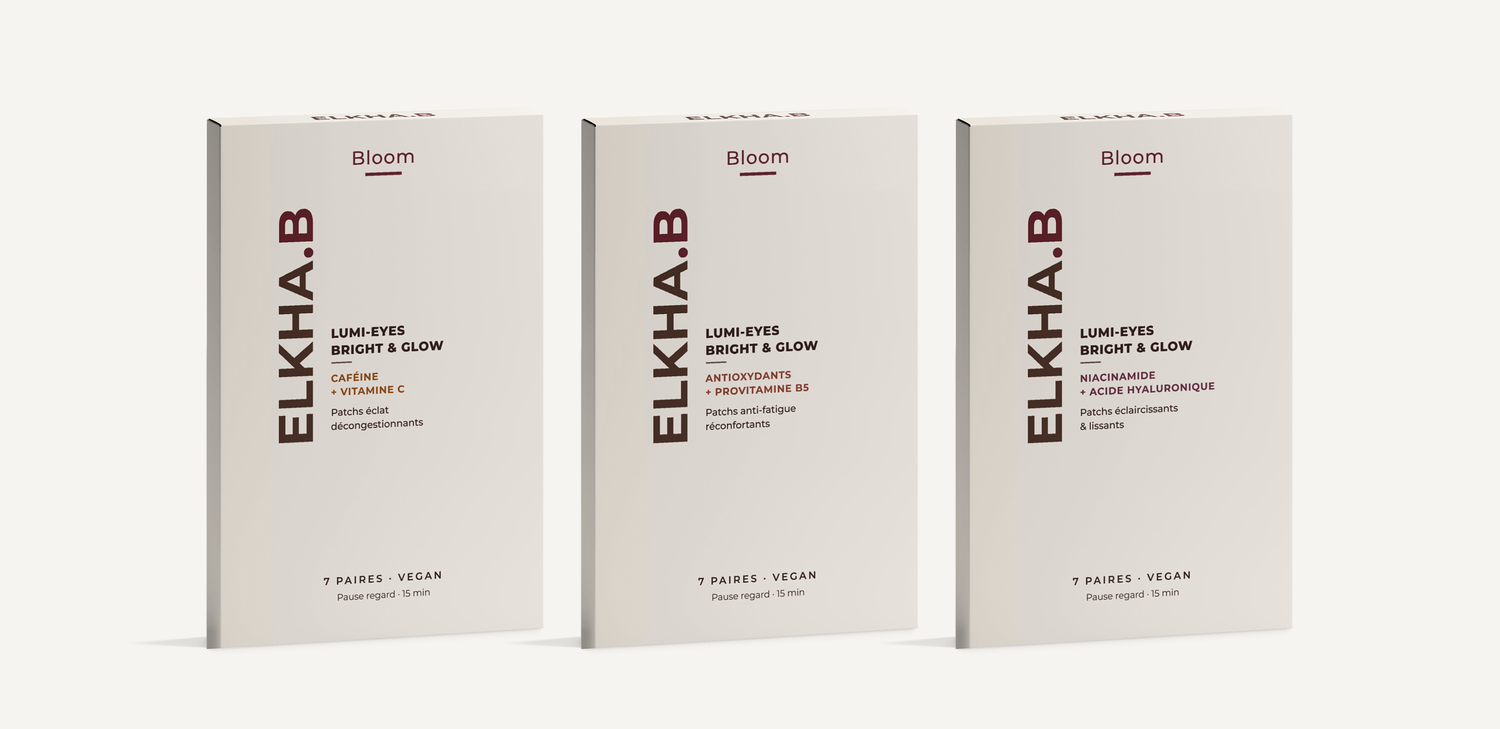 ELKHA.B
Bloom
ELKHA.B
LUMI-EYES
BRIGHT & GLOW
CAFÉINE
+ VITAMINE C
Patchs éclat
décongestionnants
7 PAIRES · VEGAN
Pause regard · 15 min
ELKHA.B
Bloom
ELKHA.B
LUMI-EYES
BRIGHT & GLOW
ANTIOXYDANTS
+ PROVITAMINE B5
Patchs anti-fatigue
réconfortants
7 PAIRES · VEGAN
Pause regard · 15 min
ELKHA.B
Bloom
ELKHA.B
LUMI-EYES
BRIGHT & GLOW
NIACINAMIDE
+ ACIDE HYALURONIQUE
Patchs éclaircissants
& lissants
7 PAIRES · VEGAN
Pause regard · 15 min